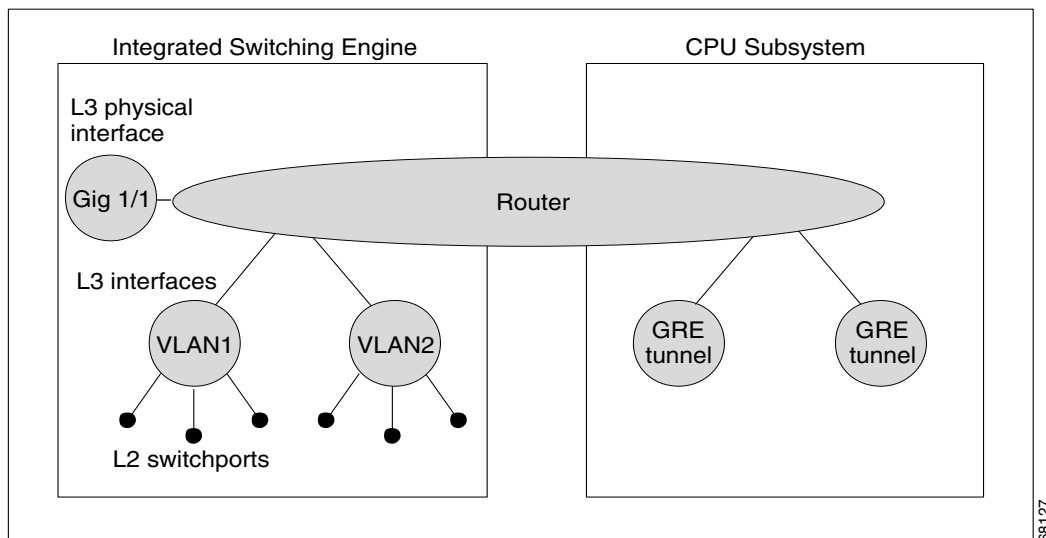 Integrated Switching Engine
CPU Subsystem
L3 physical
interface
Gig 1/1
Router
L3 interfaces
VLAN1
VLAN2
GRE
tunnel
GRE
tunnel
L2 switchports
68127